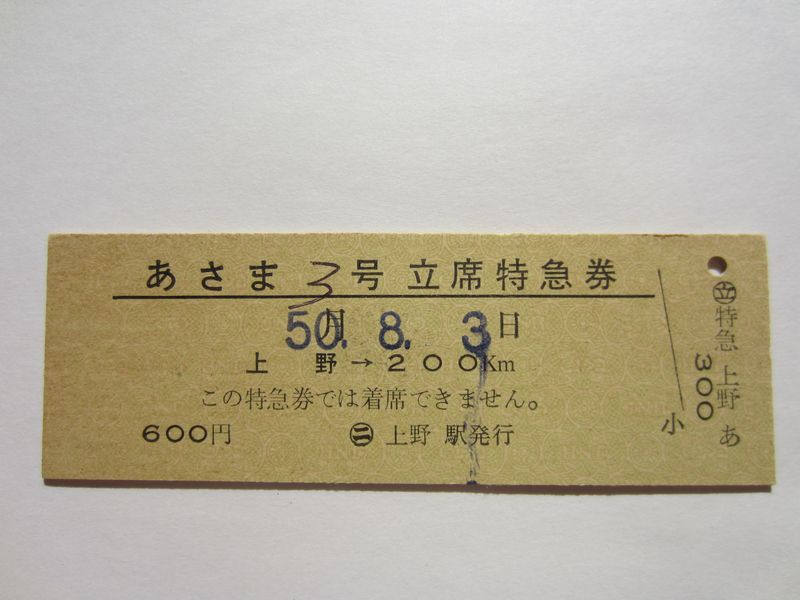 あさま3号 立席特急券
50.8.3
月 日
上野→200Km
この特急券では着席できません。
600円 ㊁ 上野 駅発行
小
㊢特急 上野 あ
300